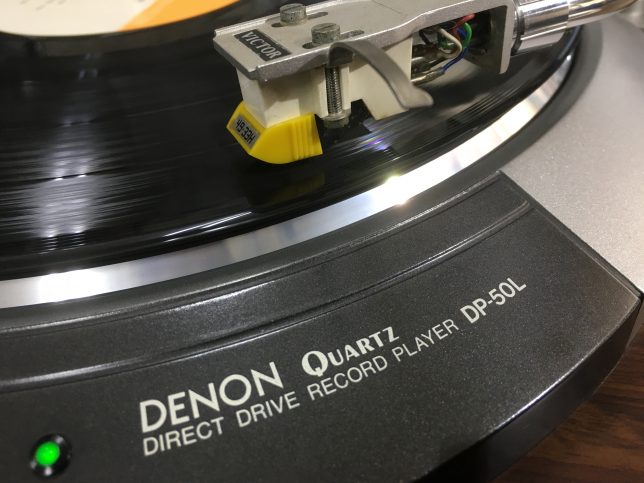 VICTOR
DENON QUARTZ
DIRECT DRIVE RECORD PLAYER DP-50L